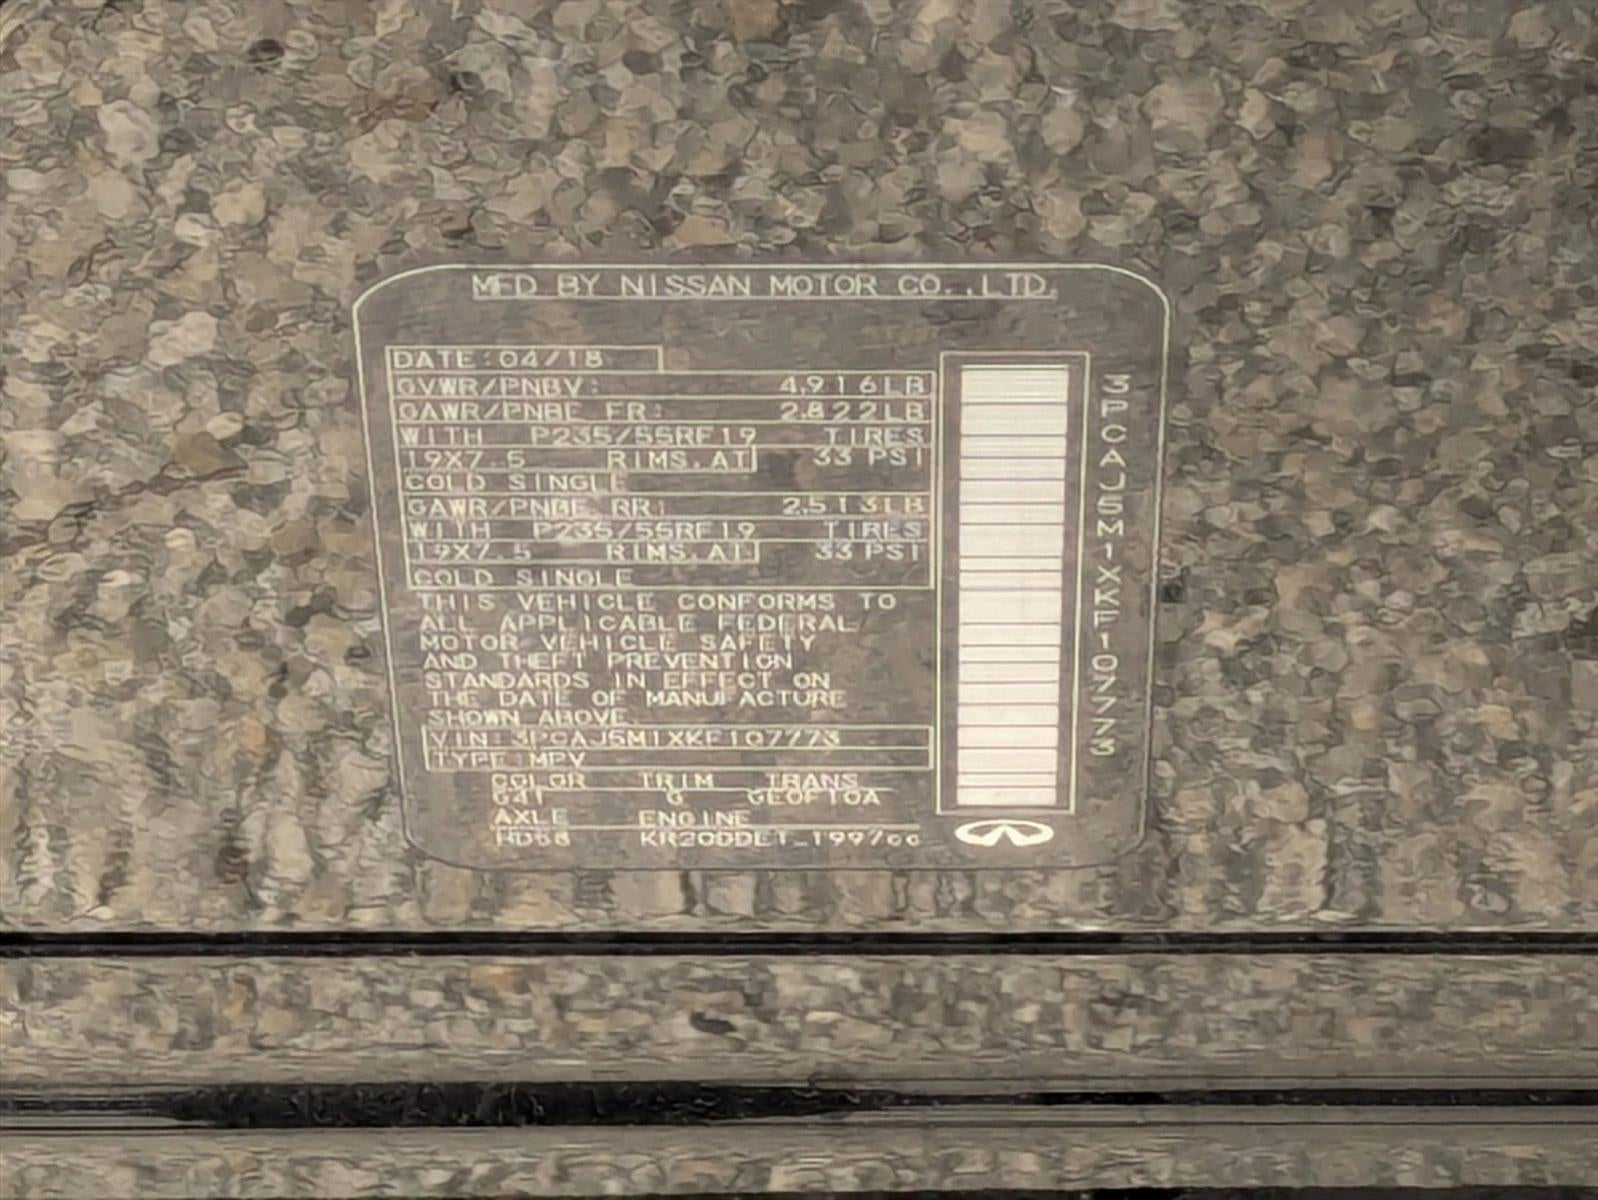 MFD BY NISSAN MOTOR CO.,LTD.
DATE:04/18
GVWR/PNBV: 4,916LB
GAWR/PNBE FR: 2,822LB
WITH P235/55RF19 TIRES
19X7.5 RIMS,AT 33 PSI
COLD SINGLE
GAWR/PNBE RR: 2,513LB
WITH P235/55RF19 TIRES
19X7.5 RIMS,AT 33 PSI
COLD SINGLE
THIS VEHICLE CONFORMS TO
ALL APPLICABLE FEDERAL
MOTOR VEHICLE SAFETY
AND THEFT PREVENTION
STANDARDS IN EFFECT ON
THE DATE OF MANUFACTURE
SHOWN ABOVE.
VIN:3PCAJ5M1XKF107773
TYPE:MPV
COLOR TRIM TRANS
G41 G
AXLE ENGINE
KR20DDET 1997cc
3PCAJ5M1XKF107773